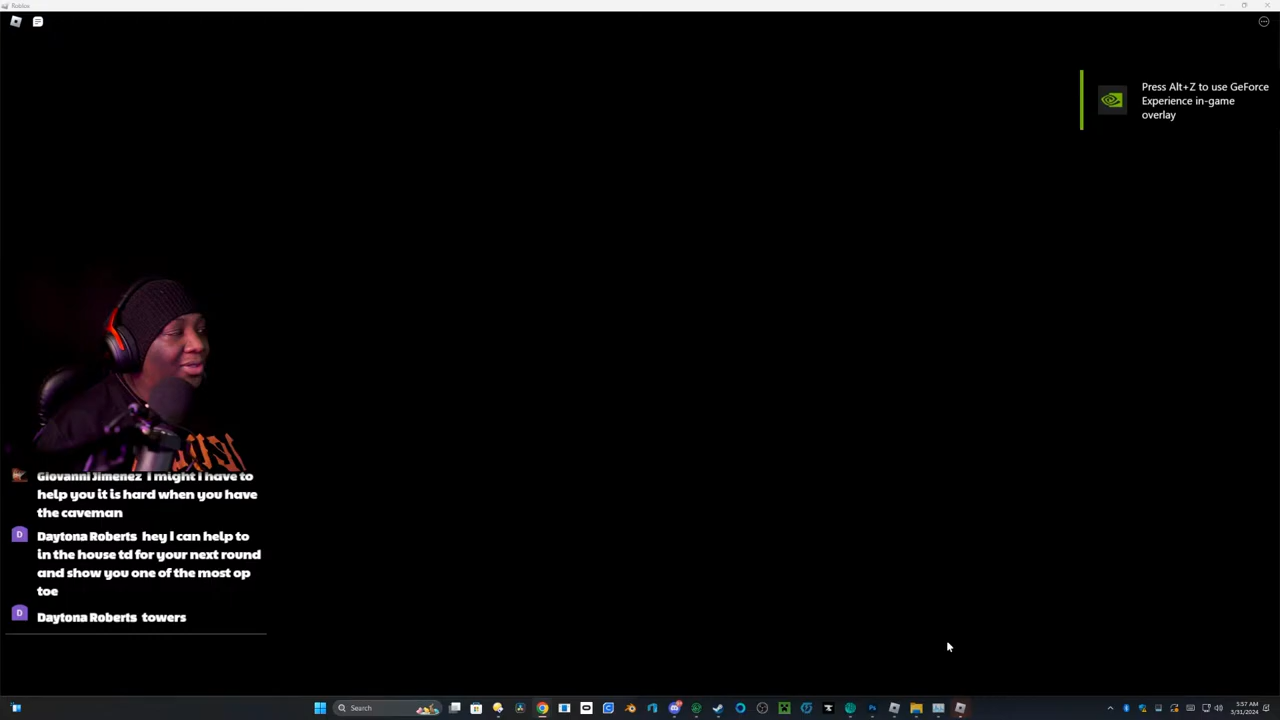 Roblox
Press Alt+Z to use GeForce
Experience in-game
overlay
Giovanni Jimenez I might I have to
help you it is hard when you have
the caveman
D
Daytona Roberts hey I can help to
in the house td for your next round
and show you one of the most op
toe
D
Daytona Roberts towers
Search
5:57 AM
5/31/2024